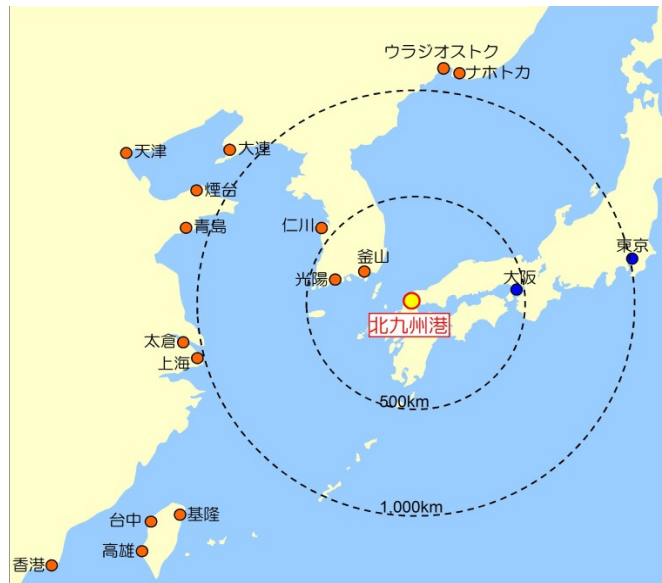 ウラジオストク
ナホトカ
天津
大連
煙台
青島
仁川
釜山
光陽
東京
大阪
北九州港
太倉
上海
500km
1,000km
台中
基隆
高雄
香港